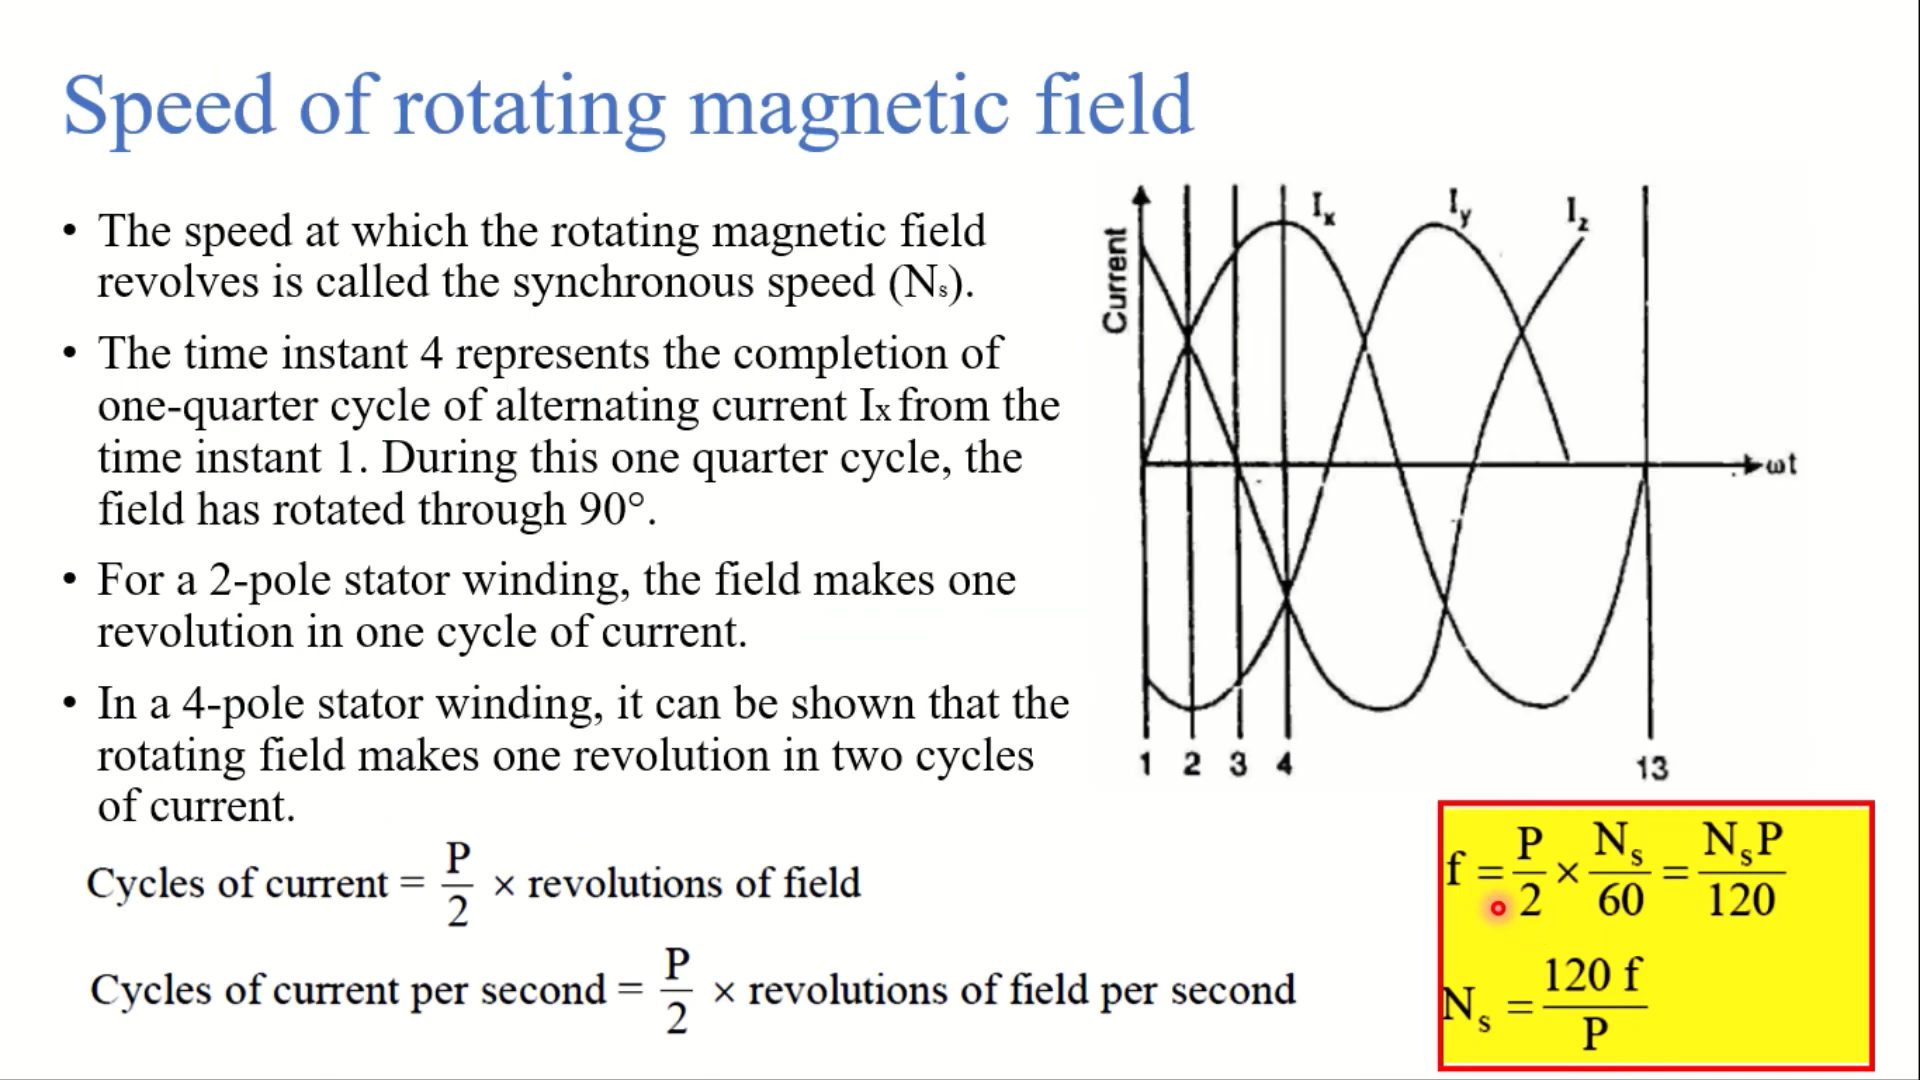 Speed of rotating magnetic field
• The speed at which the rotating magnetic field
revolves is called the synchronous speed (Ns).
• The time instant 4 represents the completion of
one-quarter cycle of alternating current Ix from the
time instant 1. During this one quarter cycle, the
field has rotated through 90°.
• For a 2-pole stator winding, the field makes one
revolution in one cycle of current.
• In a 4-pole stator winding, it can be shown that the
rotating field makes one revolution in two cycles
of current.
Cycles of current = P/2 × revolutions of field
Cycles of current per second = P/2 × revolutions of field per second
Current
Ix Iy Iz
ωt
1 2 3 4 13
f = P/2 × Ns/60 = NsP/120
Ns = 120 f/P